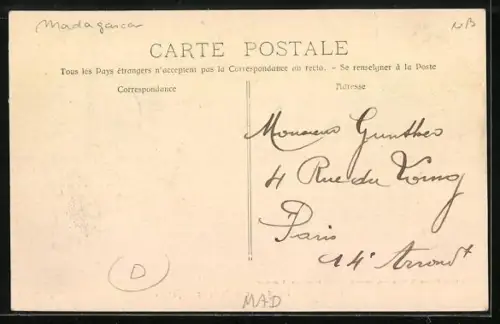 Madagascar
NB
CARTE POSTALE
Tous les Pays étrangers n'acceptent pas la Correspondance au recto. - Se renseigner à la Poste
Correspondance
Adresse
Monsieur Gunther
4 Rue du
Paris
14e Arrondt
D
MAD